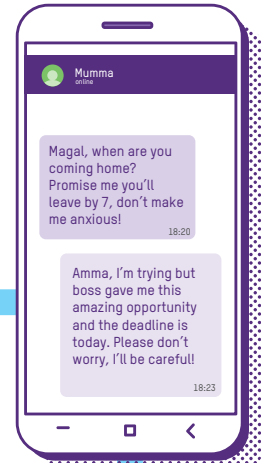 Mumma
online
Magal, when are you
coming home?
Promise me you'll
leave by 7, don't make
me anxious!
18:20
Amma, I'm trying but
boss gave me this
amazing opportunity
and the deadline is
today. Please don't
worry, I'll be careful!
18:23